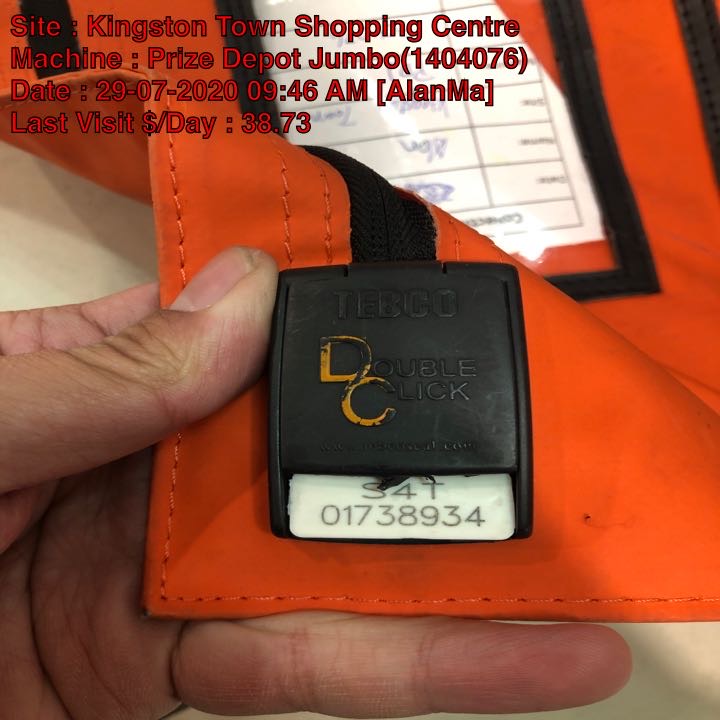 Site : Kingston Town Shopping Centre
Machine : Prize Depot Jumbo(1404076)
Date : 29-07-2020 09:46 AM [AlanMa]
Last Visit $/Day : 38.73
TEBCO
DOUBLE
CLICK
S4T
01738934